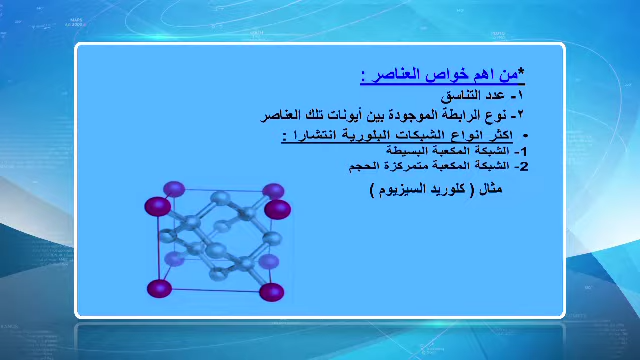 *من اهم خواص العناصر :
١- عدد التناسق
٢- نوع الرابطة الموجودة بين أيونات تلك العناصر
• اكثر انواع الشبكات البلورية انتشارا :
1- الشبكة المكعبة البسيطة
2- الشبكة المكعبة متمركزة الحجم
مثال ( كلوريد السيزيوم )